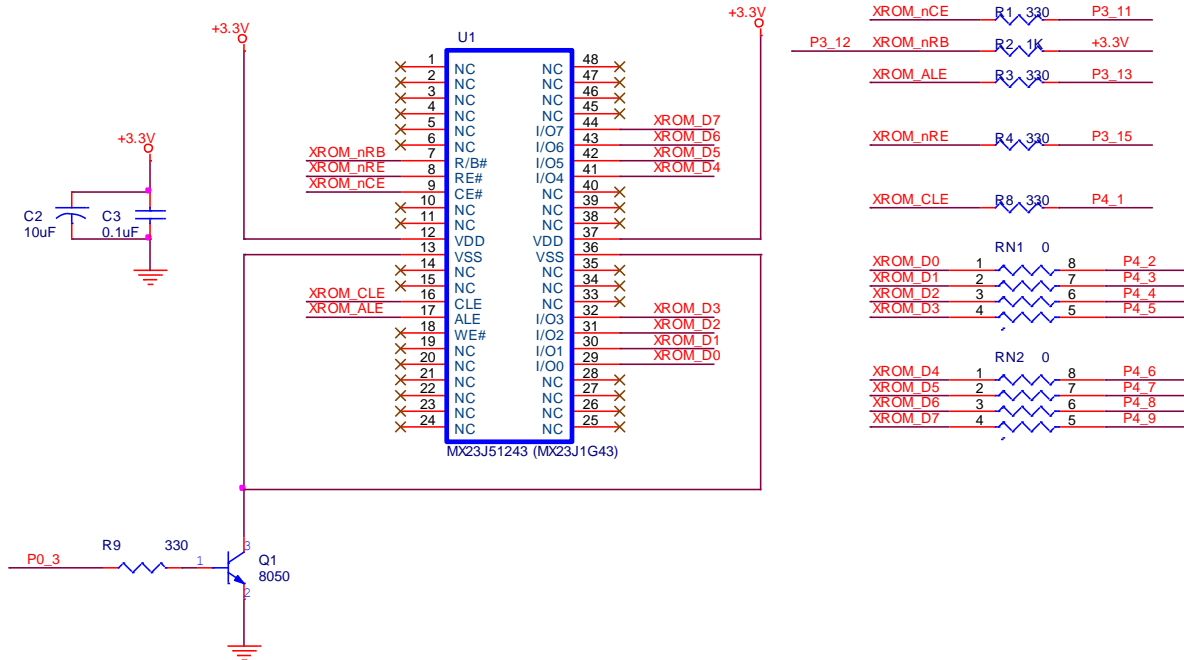 +3.3V
+3.3V
U1
1 NC NC 48
2 NC NC 47
3 NC NC 46
4 NC NC 45
5 NC I/O7 44 XROM_D7
6 NC I/O6 43 XROM_D6
XROM_nRB 7 R/B# I/O5 42 XROM_D5
XROM_nRE 8 RE# I/O4 41 XROM_D4
XROM_nCE 9 CE# NC 40
10 NC NC 39
11 NC NC 38
12 VDD VDD 37
13 VSS VSS 36
14 NC NC 35
15 NC NC 34
XROM_CLE 16 CLE NC 33
XROM_ALE 17 ALE I/O3 32 XROM_D3
18 WE# I/O2 31 XROM_D2
19 NC I/O1 30 XROM_D1
20 NC I/O0 29 XROM_D0
21 NC NC 28
22 NC NC 27
23 NC NC 26
24 NC NC 25
MX23J51243 (MX23J1G43)
+3.3V
C2 C3
10uF 0.1uF
P0_3 R9 330 1 3 2 Q1
8050
XROM_nCE R1 330 P3_11
P3_12 XROM_nRB R2 1K +3.3V
XROM_ALE R3 330 P3_13
XROM_nRE R4 330 P3_15
XROM_CLE R8 330 P4_1
RN1 0
XROM_D0 1 8 P4_2
XROM_D1 2 7 P4_3
XROM_D2 3 6 P4_4
XROM_D3 4 5 P4_5
RN2 0
XROM_D4 1 8 P4_6
XROM_D5 2 7 P4_7
XROM_D6 3 6 P4_8
XROM_D7 4 5 P4_9